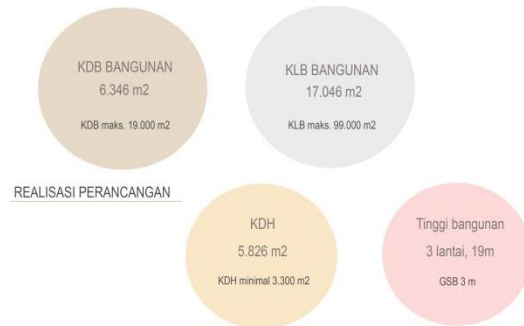 KDB BANGUNAN
6.346 m2
KDB maks. 19.000 m2
KLB BANGUNAN
17.046 m2
KLB maks. 99.000 m2
REALISASI PERANCANGAN
KDH
5.826 m2
KDH minimal 3.300 m2
Tinggi bangunan
3 lantai, 19m
GSB 3 m